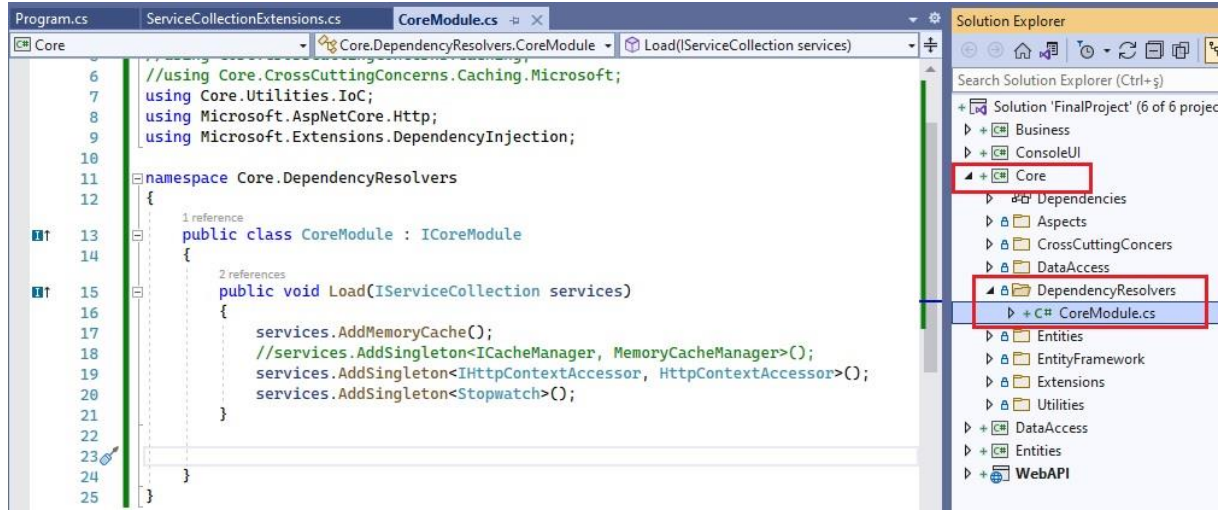 Program.cs ServiceCollectionExtensions.cs CoreModule.cs
C# Core Core.DependencyResolvers.CoreModule Load(IServiceCollection services)
6 //using Core.CrossCuttingConcerns.Caching.Microsoft;
7 using Core.Utilities.IoC;
8 using Microsoft.AspNetCore.Http;
9 using Microsoft.Extensions.DependencyInjection;
10
11 namespace Core.DependencyResolvers
12 {
1 reference
13 public class CoreModule : ICoreModule
14 {
2 references
15 public void Load(IServiceCollection services)
16 {
17 services.AddMemoryCache();
18 //services.AddSingleton<ICacheManager, MemoryCacheManager>();
19 services.AddSingleton<IHttpContextAccessor, HttpContextAccessor>();
20 services.AddSingleton<Stopwatch>();
21 }
22
23
24 }
25 }
Solution Explorer
Search Solution Explorer (Ctrl+ş)
Solution 'FinalProject' (6 of 6 projec
C# Business
C# ConsoleUI
C# Core
Dependencies
Aspects
CrossCuttingConcers
DataAccess
DependencyResolvers
C# CoreModule.cs
Entities
EntityFramework
Extensions
Utilities
C# DataAccess
C# Entities
WebAPI